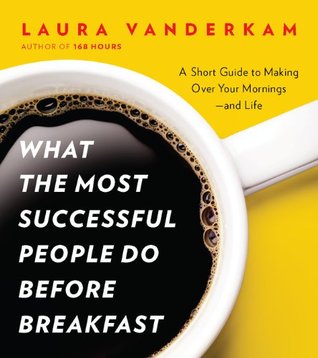 LAURA VANDERKAM
AUTHOR OF 168 HOURS
A Short Guide to Making
Over Your Mornings
—and Life
WHAT
THE MOST
SUCCESSFUL
PEOPLE DO
BEFORE
BREAKFAST